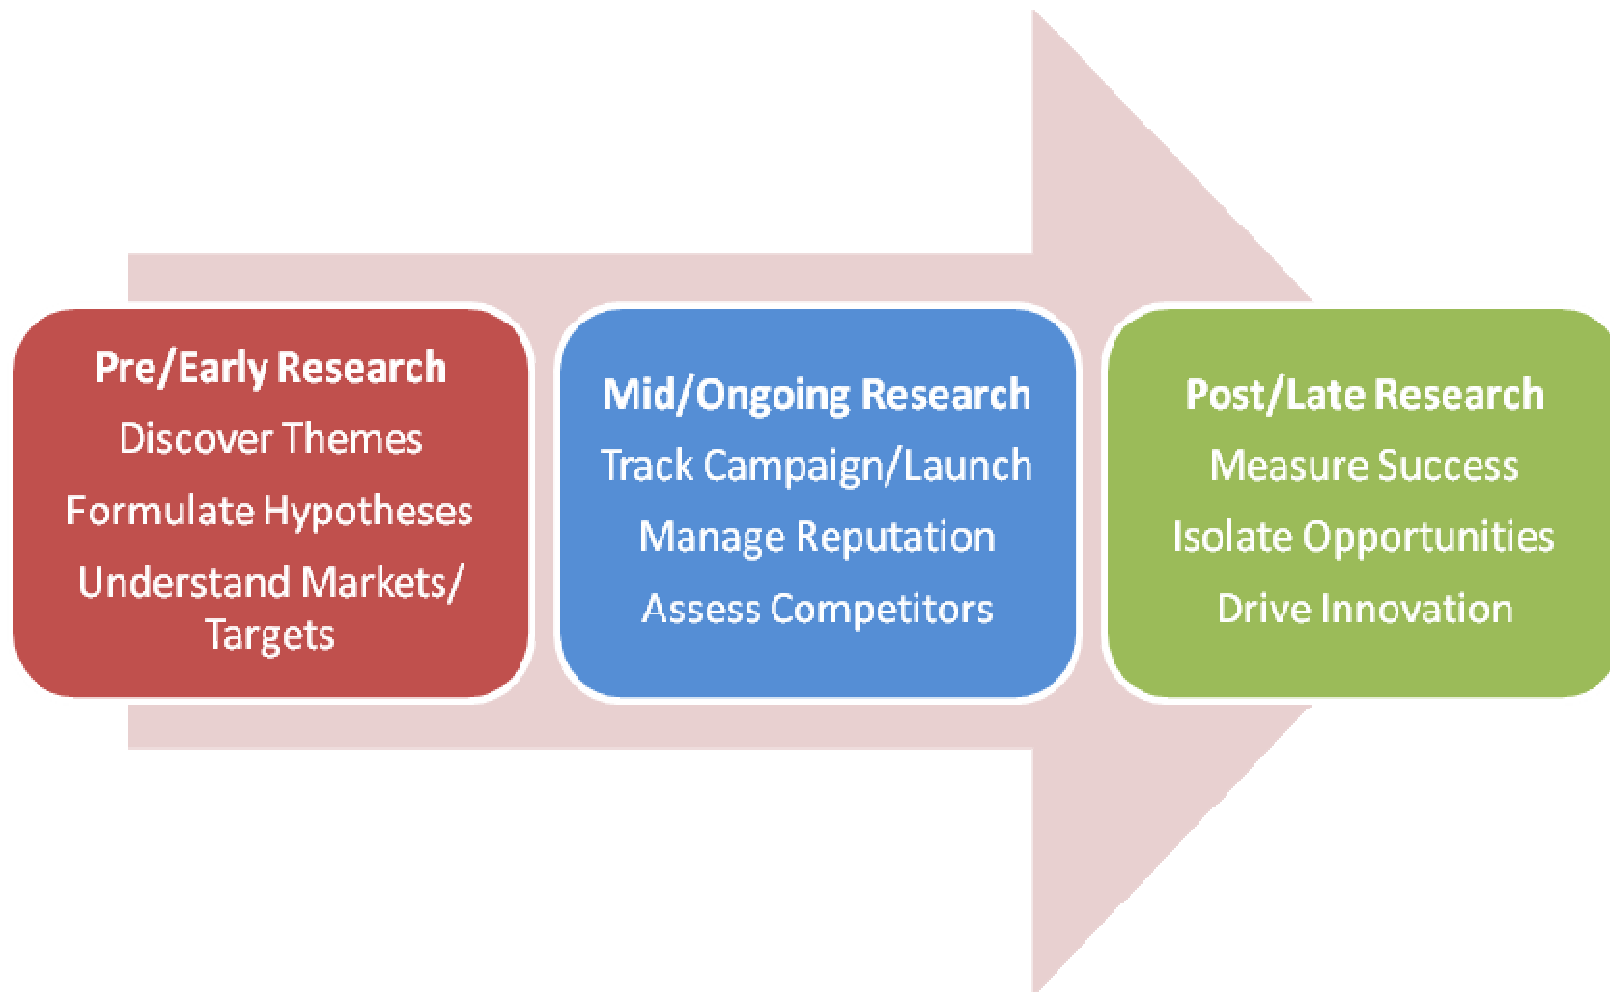 Pre/Early Research
Discover Themes
Formulate Hypotheses
Understand Markets/
Targets
Mid/Ongoing Research
Track Campaign/Launch
Manage Reputation
Assess Competitors
Post/Late Research
Measure Success
Isolate Opportunities
Drive Innovation